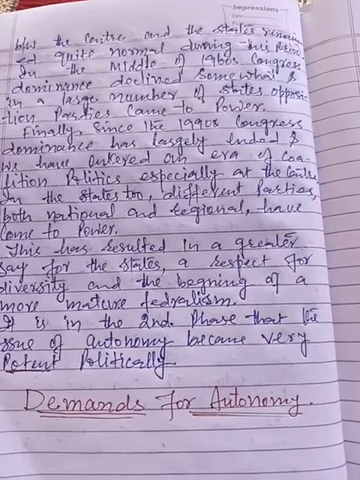 Impressions
b/w the Centre and the states remain-
ed quite normal during this
In the Middle of 1960s Congress
dominance declined somewhat &
in a large number of states opposi-
tion Parties came to Power.
Finally, Since the 1990s Congress
dominance has largely ended &
we have entered an era of coa-
lition Politics especially at the Centre
In the states too, different Parties,
both national and regional, have
come to Power.
This has resulted in a greater
say for the states, a respect for
diversity and the begning of a
more mature fedralism.
It is in the 2nd. Phase that the
issue of autonomy became very
Potent Politically.
Demands for Autonomy.